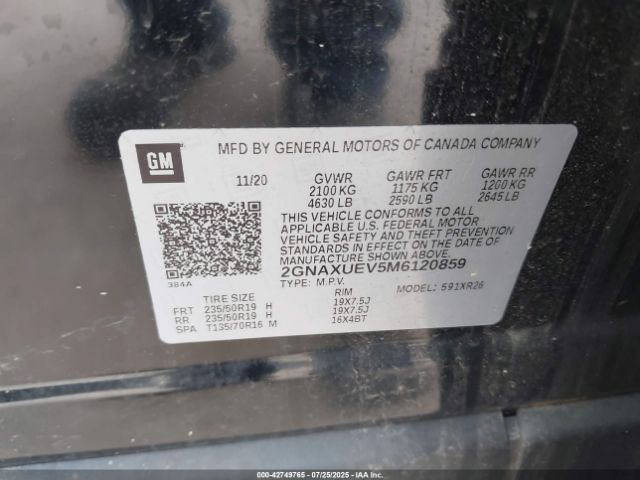 GM
MFD BY GENERAL MOTORS OF CANADA COMPANY
11/20 GVWR GAWR FRT GAWR RR
2100 KG 1175 KG 1200 KG
4630 LB 2590 LB 2645 LB
THIS VEHICLE CONFORMS TO ALL
APPLICABLE U.S. FEDERAL MOTOR
VEHICLE SAFETY AND THEFT PREVENTION
STANDARDS IN EFFECT ON THE DATE OF
MANUFACTURE SHOWN ABOVE.
2GNAXUEV5M6120859
384A
TYPE: M.P.V. MODEL: 591XR26
TIRE SIZE RIM
FRT 235/50R19 H 19X7.5J
RR 235/50R19 H 19X7.5J
SPA T135/70R16 M 16X4BT
000-42749765 - 07/25/2025 - IAA Inc.